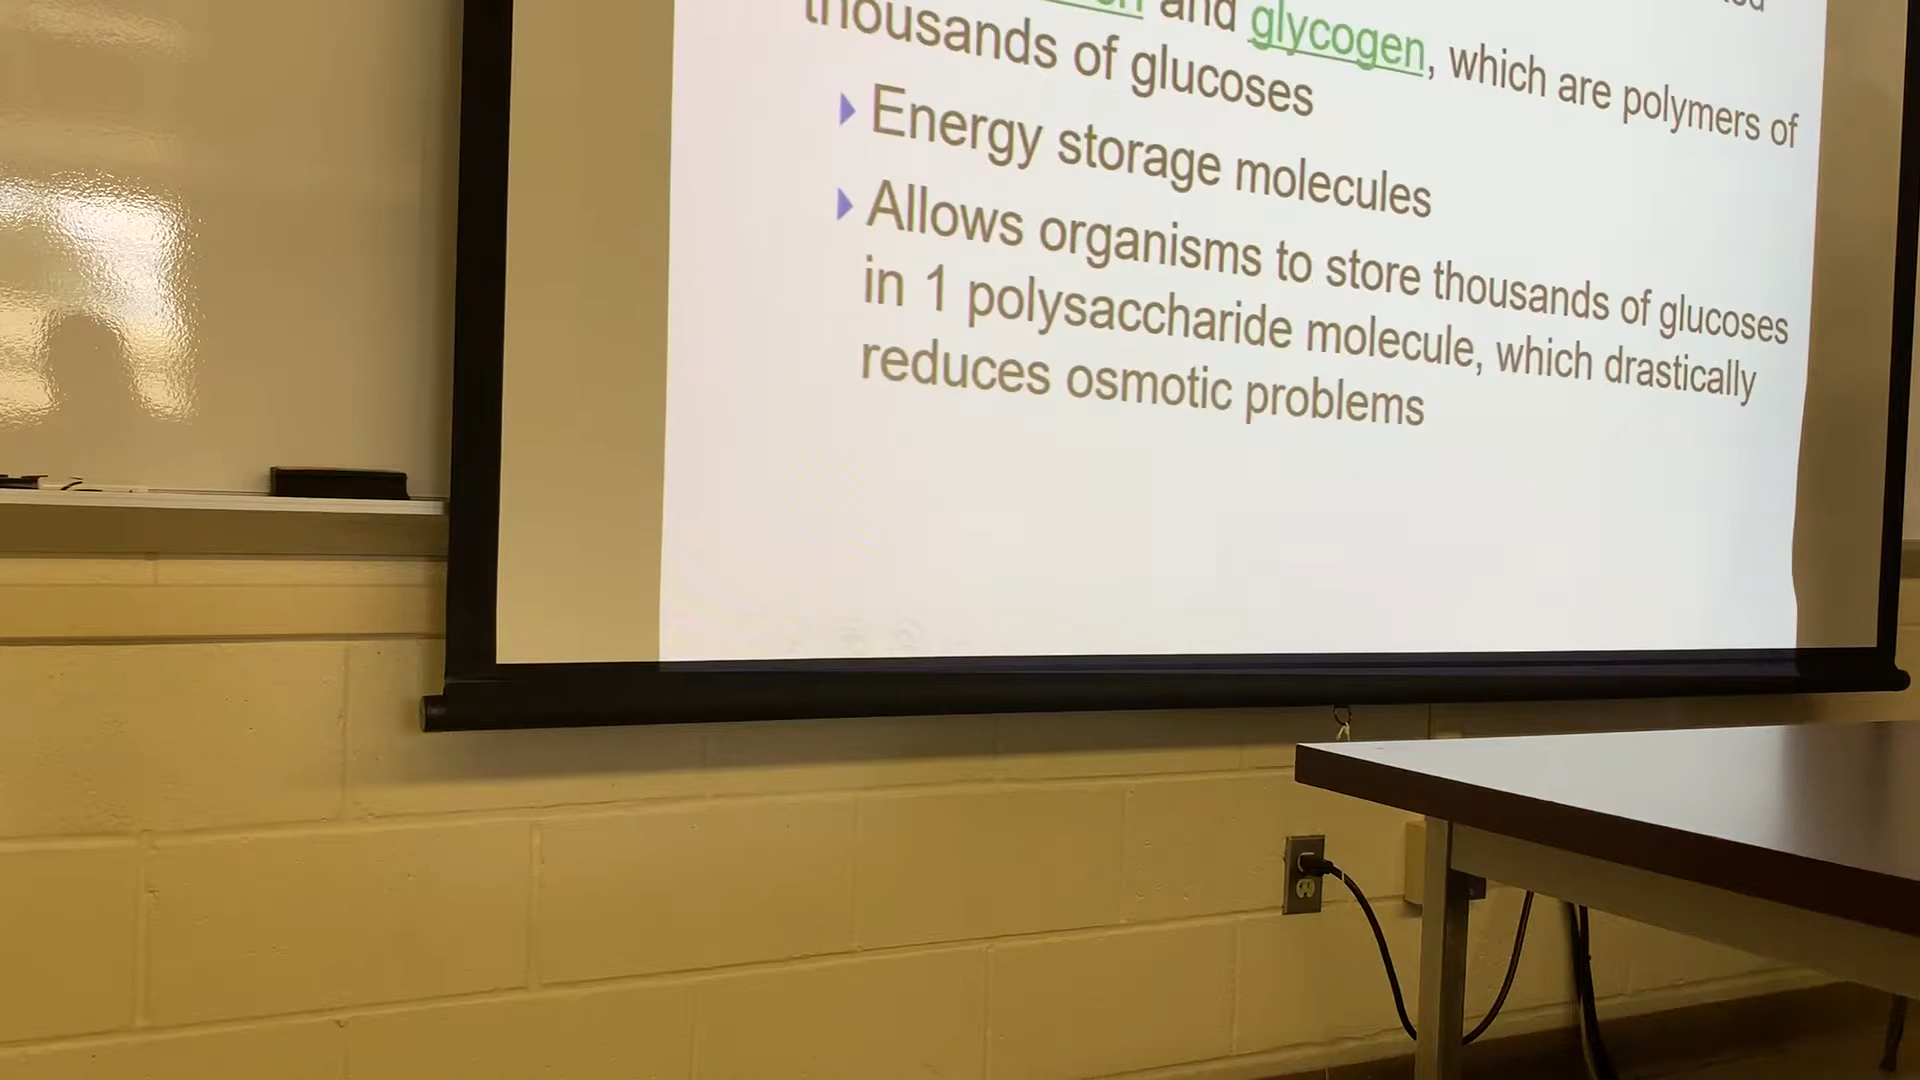 and glycogen, which are polymers of
thousands of glucoses
Energy storage molecules
Allows organisms to store thousands of glucoses
in 1 polysaccharide molecule, which drastically
reduces osmotic problems